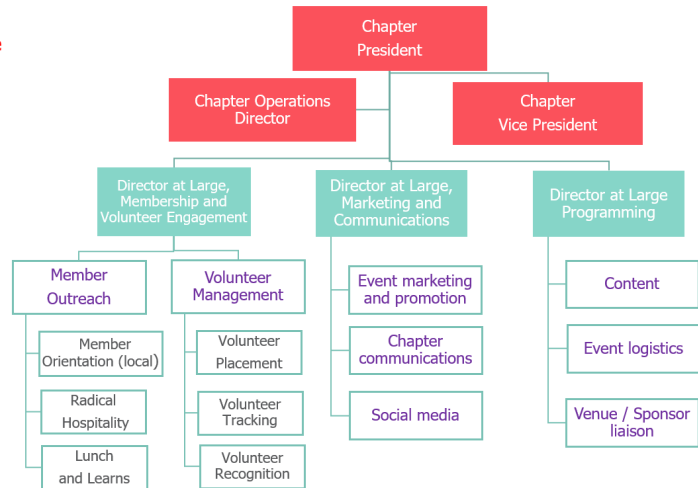 Chapter
President
Chapter Operations
Director
Chapter
Vice President
Director at Large,
Membership and
Volunteer Engagement
Director at Large,
Marketing and
Communications
Director at Large
Programming
Member
Outreach
Volunteer
Management
Event marketing
and promotion
Content
Member
Orientation (local)
Volunteer
Placement
Chapter
communications
Event logistics
Radical
Hospitality
Volunteer
Tracking
Social media
Venue / Sponsor
liaison
Lunch
and Learns
Volunteer
Recognition